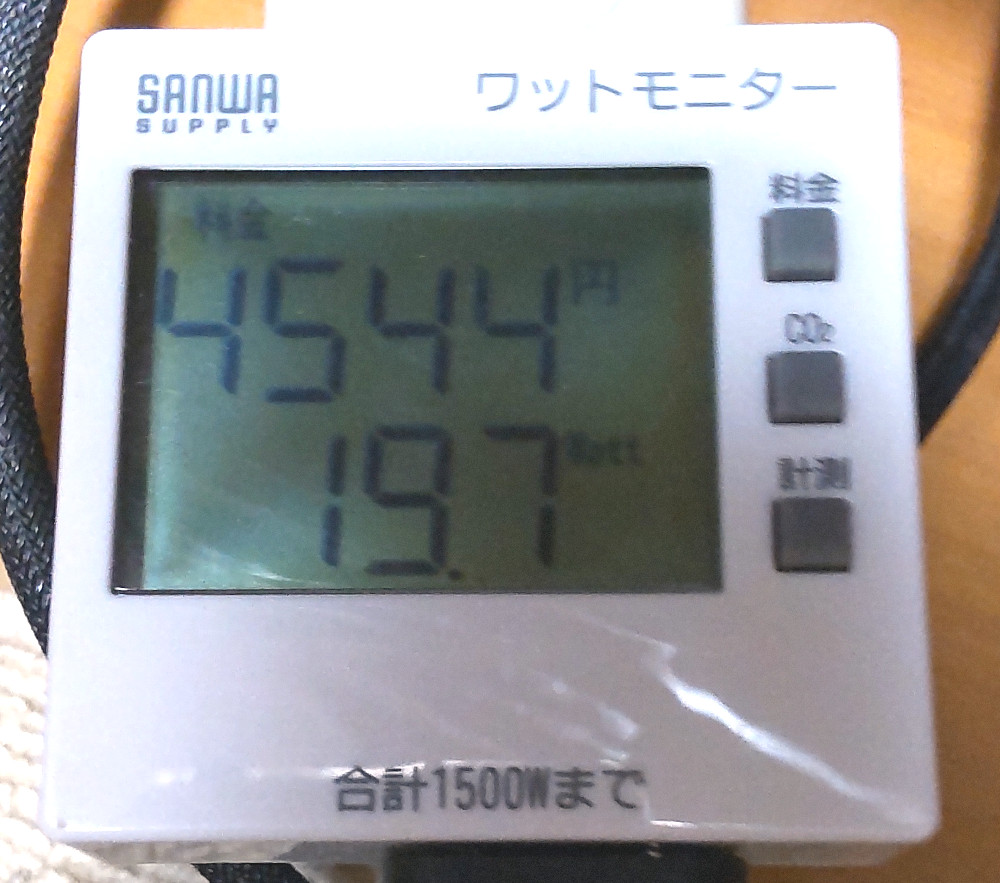 SANWA
SUPPLY
ワットモニター
料金
4544円
19.7 Watt
料金
CO2
計測
合計1500Wまで